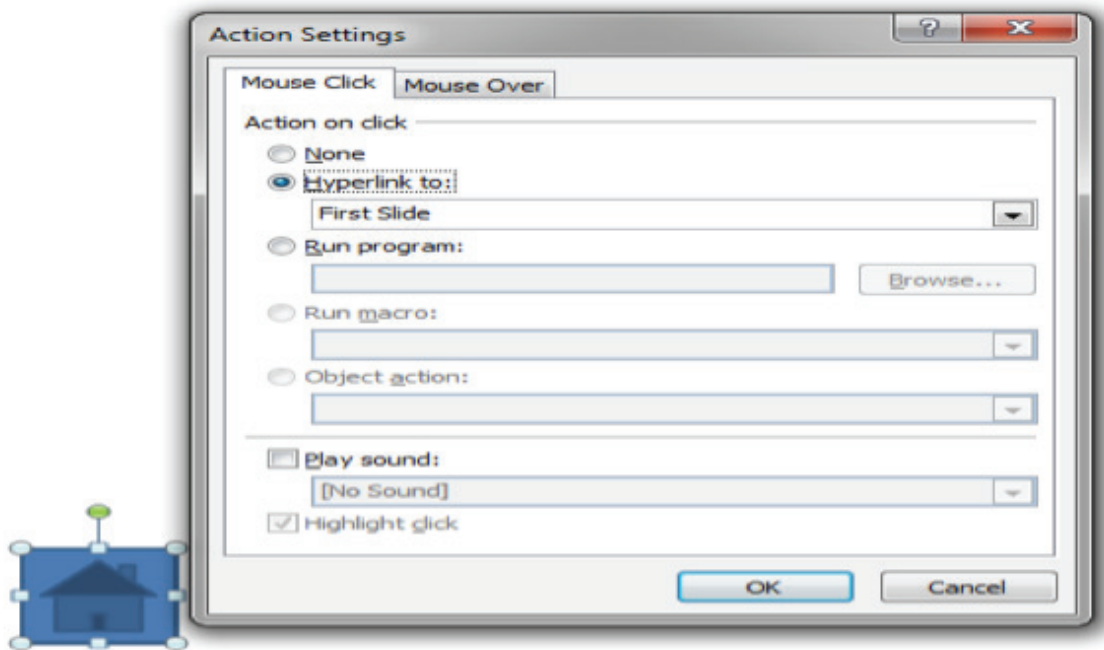 Action Settings
Mouse Click Mouse Over
Action on click
None
Hyperlink to:
First Slide
Run program:
Browse...
Run macro:
Object action:
Play sound:
[No Sound]
Highlight click
OK Cancel